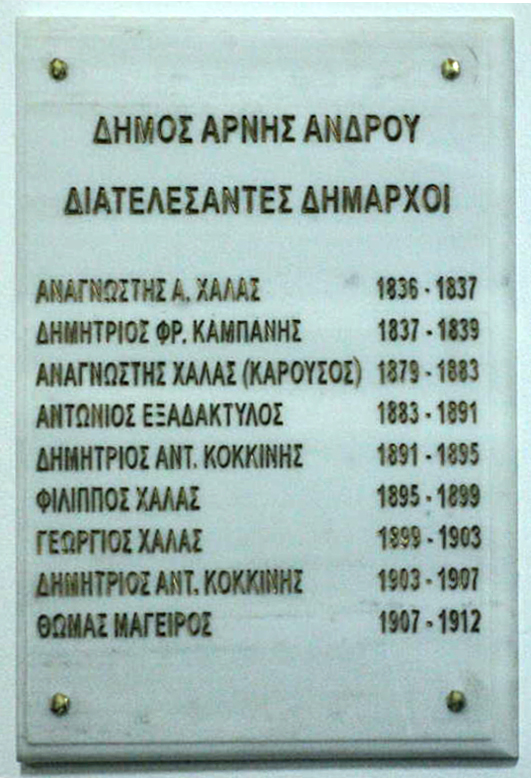 ΔΗΜΟΣ ΑΡΝΗΣ ΑΝΔΡΟΥ
ΔΙΑΤΕΛΕΣΑΝΤΕΣ ΔΗΜΑΡΧΟΙ
ΑΝΑΓΝΩΣΤΗΣ Α. ΧΑΛΑΣ 1836 - 1837
ΔΗΜΗΤΡΙΟΣ ΦΡ. ΚΑΜΠΑΝΗΣ 1837 - 1839
ΑΝΑΓΝΩΣΤΗΣ ΧΑΛΑΣ (ΚΑΡΟΥΣΟΣ) 1879 - 1883
ΑΝΤΩΝΙΟΣ ΕΞΑΔΑΚΤΥΛΟΣ 1883 - 1891
ΔΗΜΗΤΡΙΟΣ ΑΝΤ. ΚΟΚΚΙΝΗΣ 1891 - 1895
ΦΙΛΙΠΠΟΣ ΧΑΛΑΣ 1895 - 1899
ΓΕΩΡΓΙΟΣ ΧΑΛΑΣ 1899 - 1903
ΔΗΜΗΤΡΙΟΣ ΑΝΤ. ΚΟΚΚΙΝΗΣ 1903 - 1907
ΘΩΜΑΣ ΜΑΓΕΙΡΟΣ 1907 - 1912